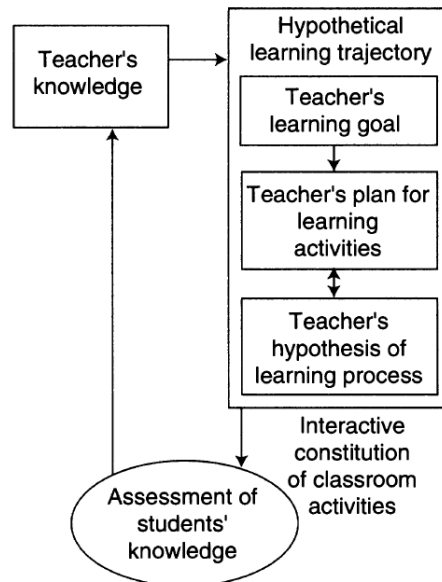 Teacher's
knowledge
Hypothetical
learning trajectory
Teacher's
learning goal
Teacher's plan for
learning
activities
Teacher's
hypothesis of
learning process
Interactive
constitution
of classroom
activities
Assessment of
students'
knowledge